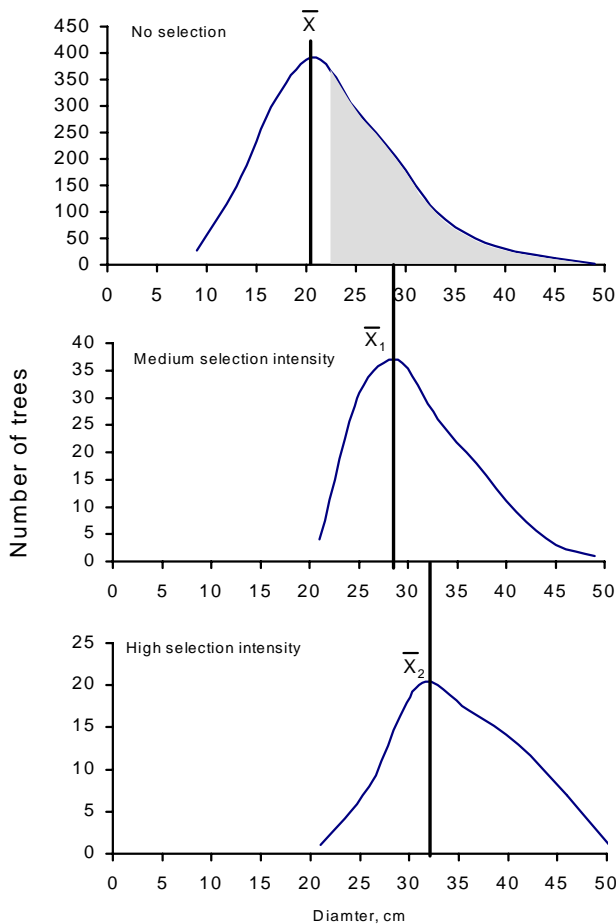 X̅
No selection
450
400
350
300
250
200
150
100
50
0
0 5 10 15 20 25 30 35 40 45 50
X̅₁
Medium selection intensity
40
35
30
25
20
15
10
5
0
0 5 10 15 20 25 30 35 40 45 50
Number of trees
X̅₂
High selection intensity
25
20
15
10
5
0
0 5 10 15 20 25 30 35 40 45 50
Diamter, cm